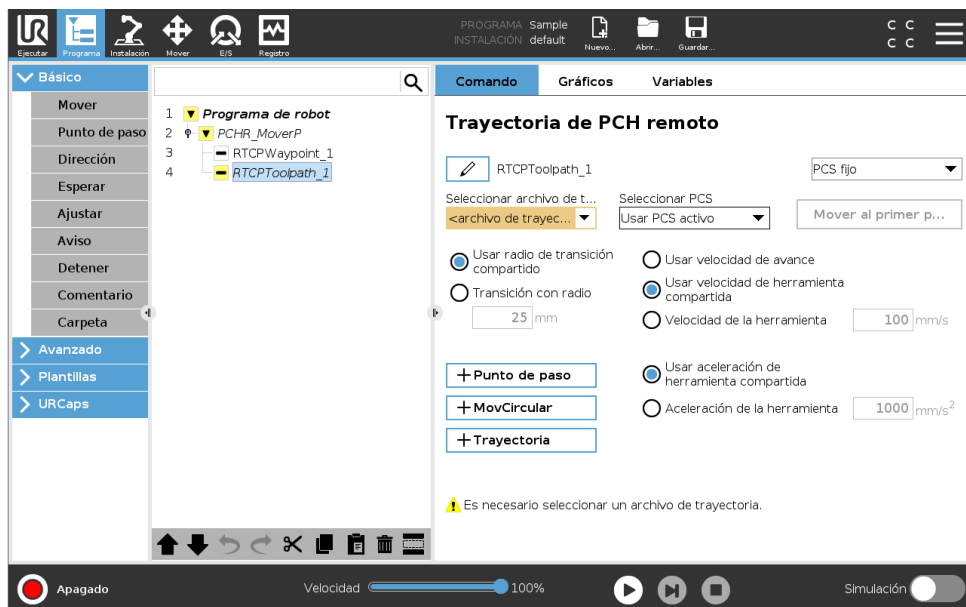 Ejecutar
Programa
Instalación
Mover
E/S
Registro
PROGRAMA Sample
INSTALACIÓN default
Nuevo...
Abrir...
Guardar...
C C
C C
Básico
Mover
Punto de paso
Dirección
Esperar
Ajustar
Aviso
Detener
Comentario
Carpeta
Avanzado
Plantillas
URCaps
1 Programa de robot
2 PCHR_MoverP
3 RTCPWaypoint_1
4 RTCPToolpath_1
Comando Gráficos Variables
Trayectoria de PCH remoto
RTCPToolpath_1
PCS fijo
Seleccionar archivo de t...
<archivo de trayec...
Seleccionar PCS
Usar PCS activo
Mover al primer p...
Usar radio de transición
compartido
Transición con radio
25 mm
Usar velocidad de avance
Usar velocidad de herramienta
compartida
Velocidad de la herramienta 100 mm/s
+ Punto de paso
+ MovCircular
+ Trayectoria
Usar aceleración de
herramienta compartida
Aceleración de la herramienta 1000 mm/s²
Es necesario seleccionar un archivo de trayectoria.
Apagado
Velocidad 100%
Simulación